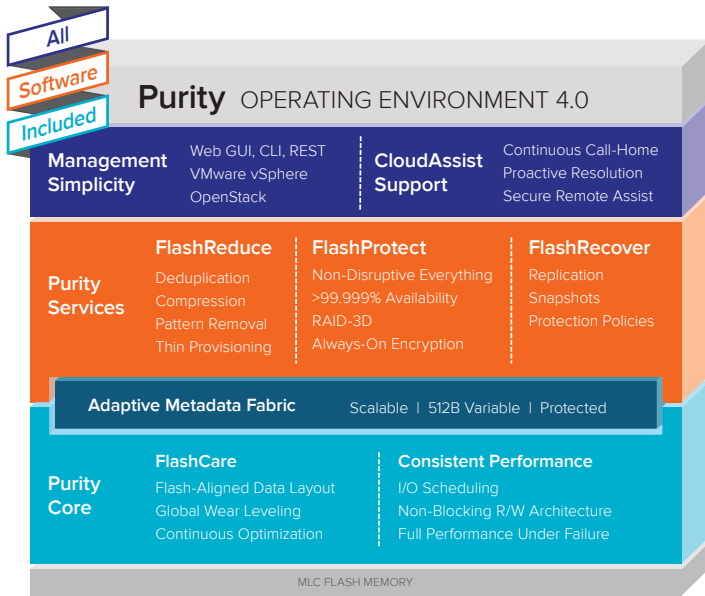 All
Software
Included
Purity OPERATING ENVIRONMENT 4.0
Management
Simplicity
Web GUI, CLI, REST
VMware vSphere
OpenStack
CloudAssist
Support
Continuous Call-Home
Proactive Resolution
Secure Remote Assist
Purity
Services
FlashReduce
Deduplication
Compression
Pattern Removal
Thin Provisioning
FlashProtect
Non-Disruptive Everything
>99.999% Availability
RAID-3D
Always-On Encryption
FlashRecover
Replication
Snapshots
Protection Policies
Adaptive Metadata Fabric
Scalable | 512B Variable | Protected
Purity
Core
FlashCare
Flash-Aligned Data Layout
Global Wear Leveling
Continuous Optimization
Consistent Performance
I/O Scheduling
Non-Blocking R/W Architecture
Full Performance Under Failure
MLC FLASH MEMORY